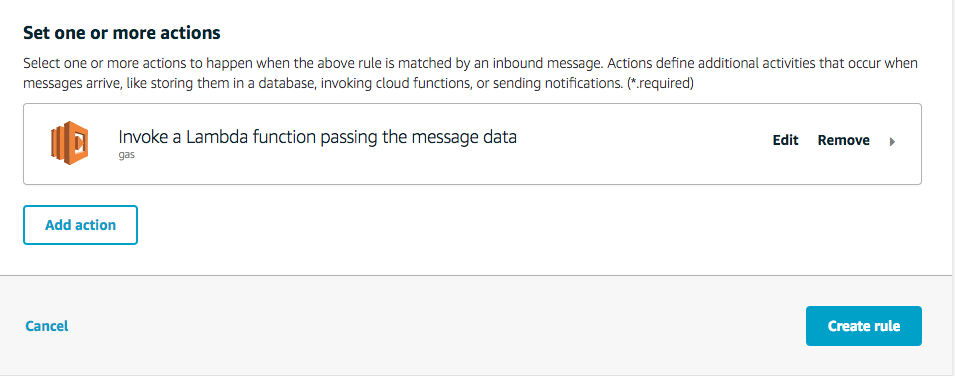 Set one or more actions
Select one or more actions to happen when the above rule is matched by an inbound message. Actions define additional activities that occur when
messages arrive, like storing them in a database, invoking cloud functions, or sending notifications. (*.required)
Invoke a Lambda function passing the message data
gas
Edit
Remove
Add action
Cancel
Create rule